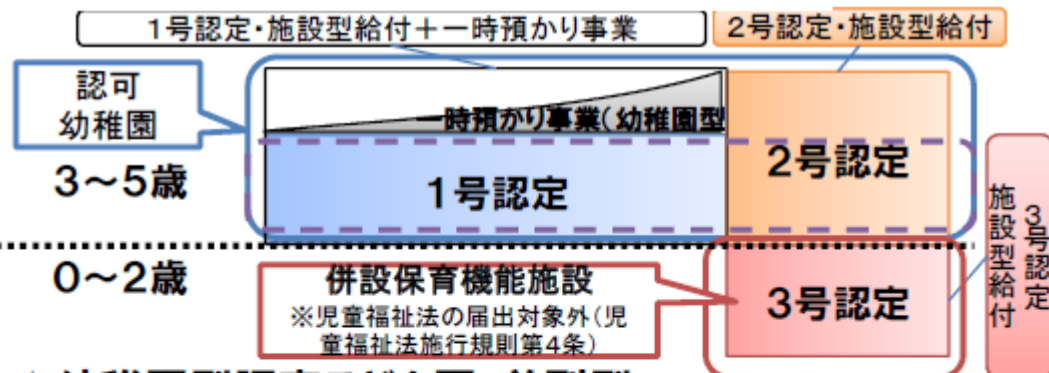 1号認定・施設型給付+一時預かり事業
2号認定・施設型給付
認可
幼稚園
一時預かり事業(幼稚園型
3~5歳
1号認定
2号認定
3号認定
施設型給付
0~2歳
併設保育機能施設
※児童福祉法の届出対象外(児
童福祉法施行規則第4条)
3号認定